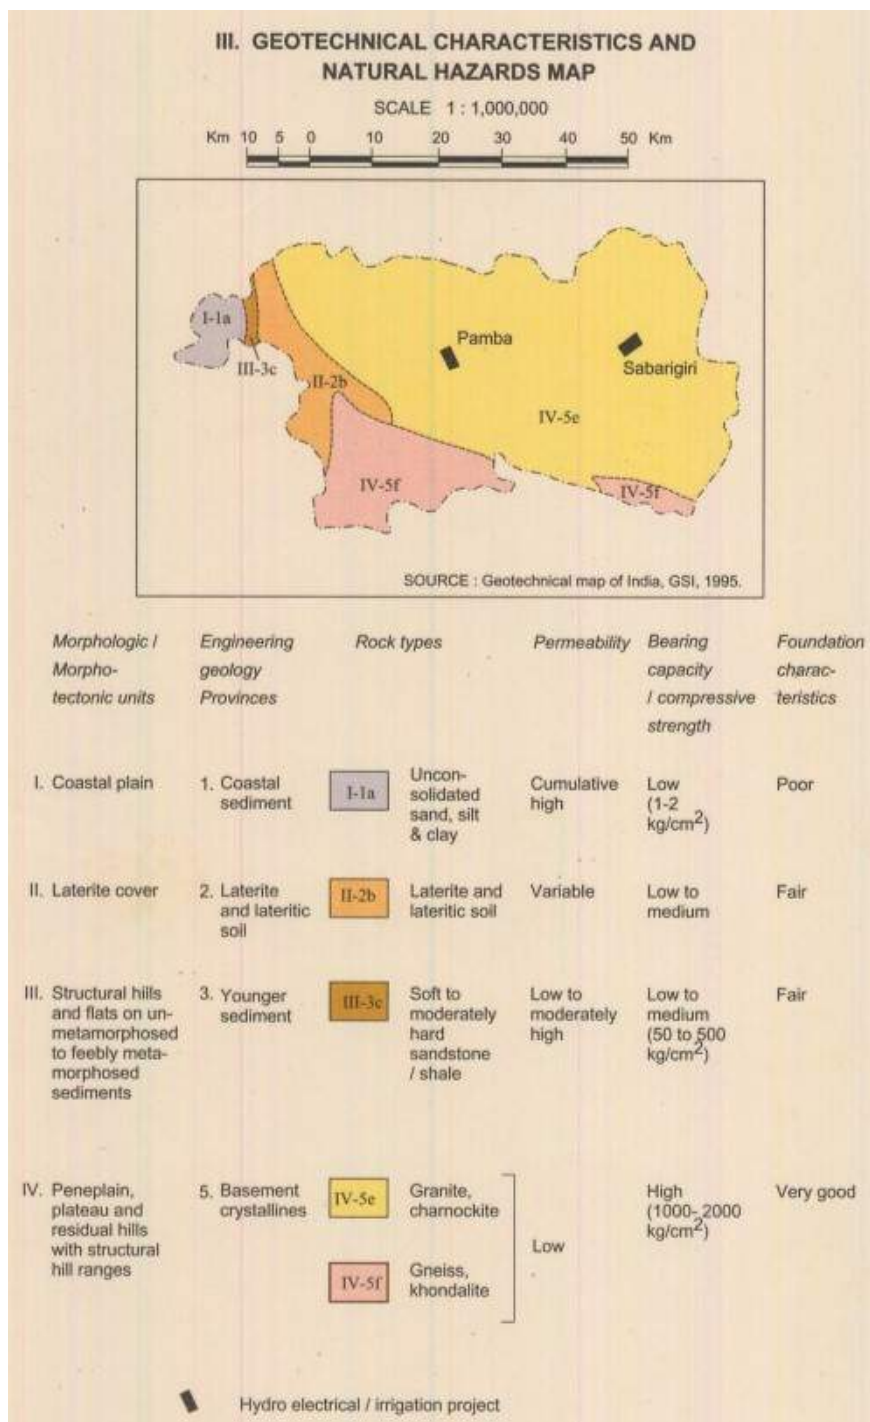 III. GEOTECHNICAL CHARACTERISTICS AND
NATURAL HAZARDS MAP
SCALE 1 : 1,000,000
Km 10 5 0 10 20 30 40 50 Km
I-1a
III-3c
II-2b
Pamba
Sabarigiri
IV-5e
IV-5f
IV-5f
SOURCE : Geotechnical map of India, GSI, 1995.
Morphologic / Morpho- tectonic units
Engineering geology Provinces
Rock types
Permeability
Bearing capacity / compressive strength
Foundation charac- teristics
I. Coastal plain
1. Coastal
sediment
I-1a
Uncon-
solidated
sand, silt
& clay
Cumulative
high
Low
(1-2
kg/cm2)
Poor
II. Laterite cover
2. Laterite
and lateritic
soil
II-2b
Laterite and
lateritic soil
Variable
Low to
medium
Fair
III. Structural hills
and flats on un-
metamorphosed
to feebly meta-
morphosed
sediments
3. Younger
sediment
III-3c
Soft to
moderately
hard
sandstone
/ shale
Low to
moderately
high
Low to
medium
(50 to 500
kg/cm2)
Fair
IV. Peneplain,
plateau and
residual hills
with structural
hill ranges
5. Basement
crystallines
IV-5e
Granite,
charnockite
IV-5f
Gneiss,
khondalite
Low
High
(1000- 2000
kg/cm2)
Very good
Hydro electrical / irrigation project